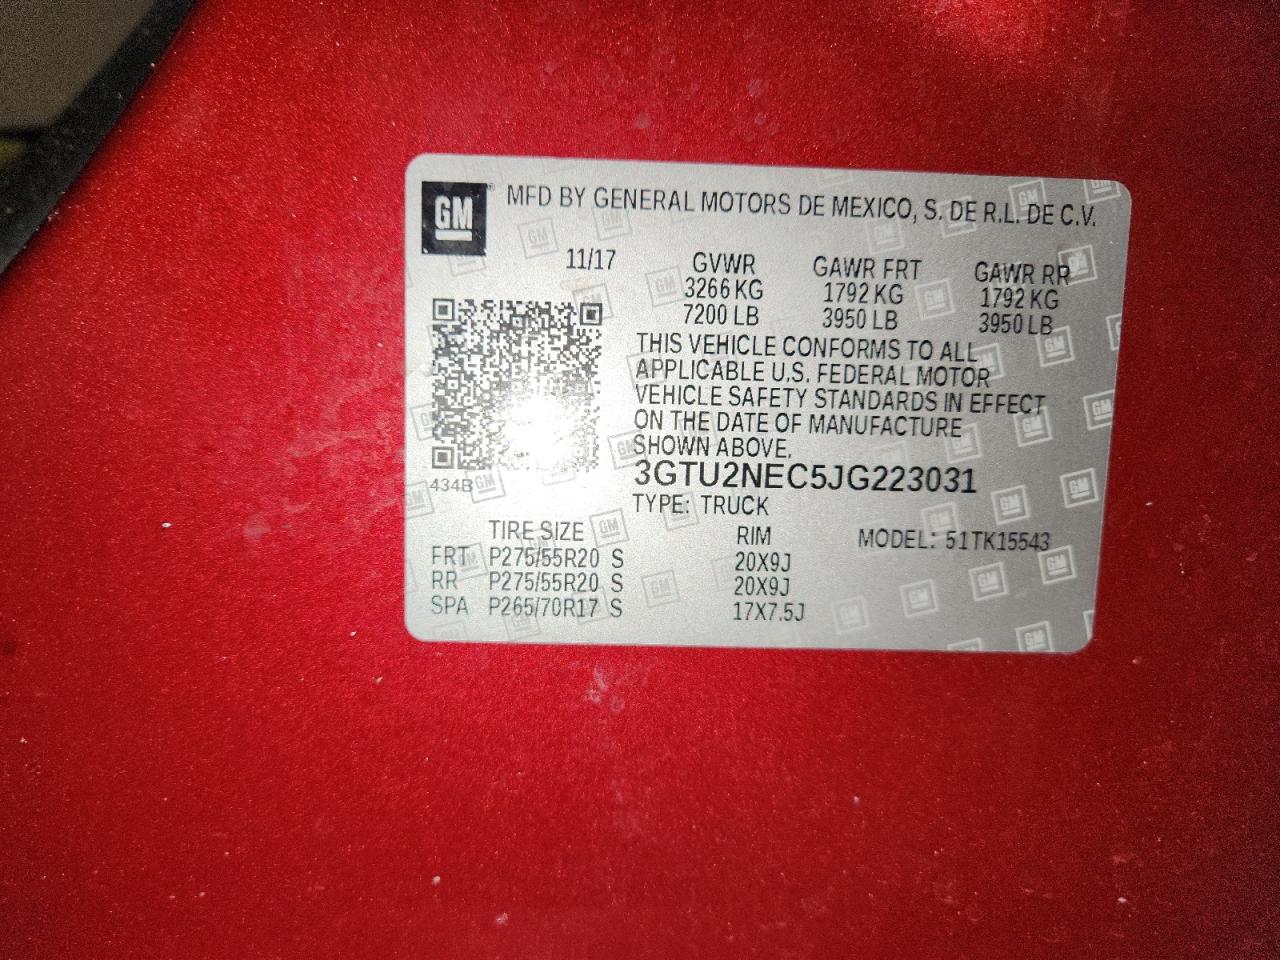 GM® MFD BY GENERAL MOTORS DE MEXICO, S. DE R.L. DE C.V.
11/17 GVWR GAWR FRT GAWR RR
3266 KG 1792 KG 1792 KG
7200 LB 3950 LB 3950 LB
THIS VEHICLE CONFORMS TO ALL
APPLICABLE U.S. FEDERAL MOTOR
VEHICLE SAFETY STANDARDS IN EFFECT
ON THE DATE OF MANUFACTURE
SHOWN ABOVE.
3GTU2NEC5JG223031
434B
TYPE: TRUCK
TIRE SIZE RIM MODEL: 51TK15543
FRT P275/55R20 S 20X9J
RR P275/55R20 S 20X9J
SPA P265/70R17 S 17X7.5J